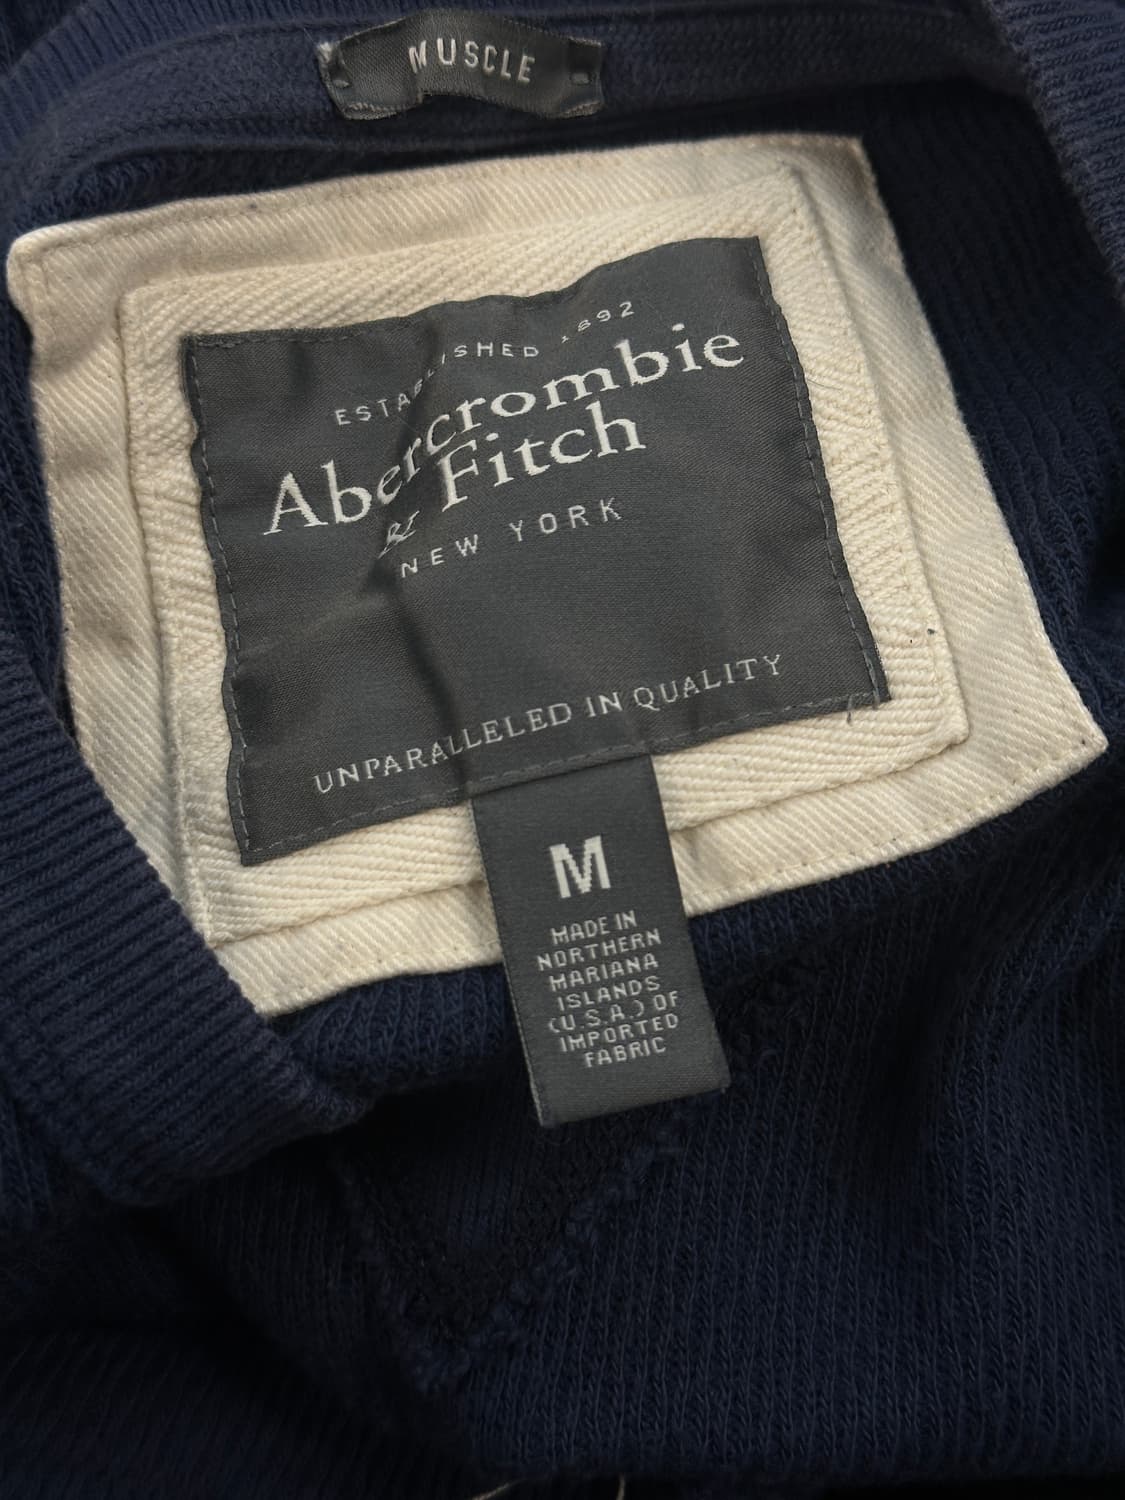 MUSCLE
ESTABLISHED 1892
Abercrombie
& Fitch
NEW YORK
UNPARALLELED IN QUALITY
M
MADE IN
NORTHERN
MARIANA
ISLANDS
(U.S.A.) OF
IMPORTED
FABRIC